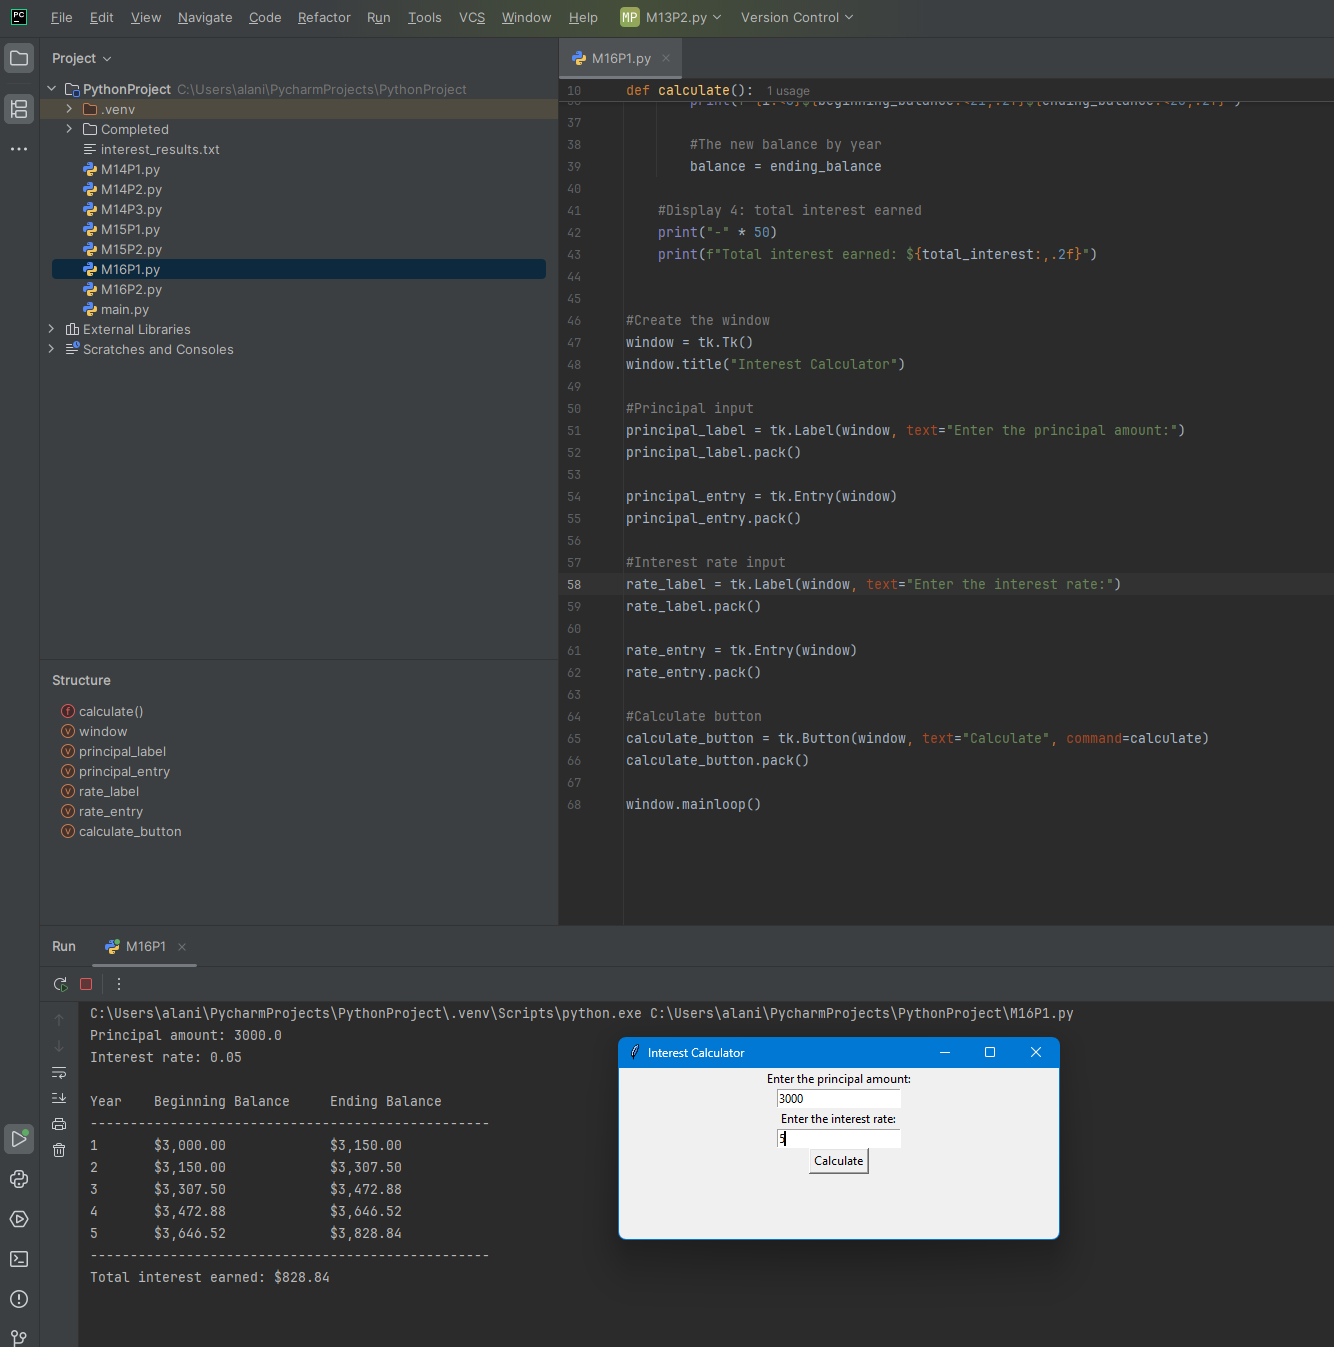 PC File Edit View Navigate Code Refactor Run Tools VCS Window Help MP M13P2.py Version Control
Project
PythonProject C:\Users\alani\PycharmProjects\PythonProject
.venv
Completed
interest_results.txt
M14P1.py
M14P2.py
M14P3.py
M15P1.py
M15P2.py
M16P1.py
M16P2.py
main.py
External Libraries
Scratches and Consoles
Structure
calculate()
window
principal_label
principal_entry
rate_label
rate_entry
calculate_button
M16P1.py
10 def calculate(): 1 usage
37
38 #The new balance by year
39 balance = ending_balance
40
41 #Display 4: total interest earned
42 print("-" * 50)
43 print(f"Total interest earned: ${total_interest:,.2f}")
44
45
46 #Create the window
47 window = tk.Tk()
48 window.title("Interest Calculator")
49
50 #Principal input
51 principal_label = tk.Label(window, text="Enter the principal amount:")
52 principal_label.pack()
53
54 principal_entry = tk.Entry(window)
55 principal_entry.pack()
56
57 #Interest rate input
58 rate_label = tk.Label(window, text="Enter the interest rate:")
59 rate_label.pack()
60
61 rate_entry = tk.Entry(window)
62 rate_entry.pack()
63
64 #Calculate button
65 calculate_button = tk.Button(window, text="Calculate", command=calculate)
66 calculate_button.pack()
67
68 window.mainloop()
Run M16P1
C:\Users\alani\PycharmProjects\PythonProject\.venv\Scripts\python.exe C:\Users\alani\PycharmProjects\PythonProject\M16P1.py
Principal amount: 3000.0
Interest rate: 0.05
Year Beginning Balance Ending Balance
--------------------------------------------------
1 $3,000.00 $3,150.00
2 $3,150.00 $3,307.50
3 $3,307.50 $3,472.88
4 $3,472.88 $3,646.52
5 $3,646.52 $3,828.84
--------------------------------------------------
Total interest earned: $828.84
Interest Calculator
Enter the principal amount:
3000
Enter the interest rate:
5
Calculate